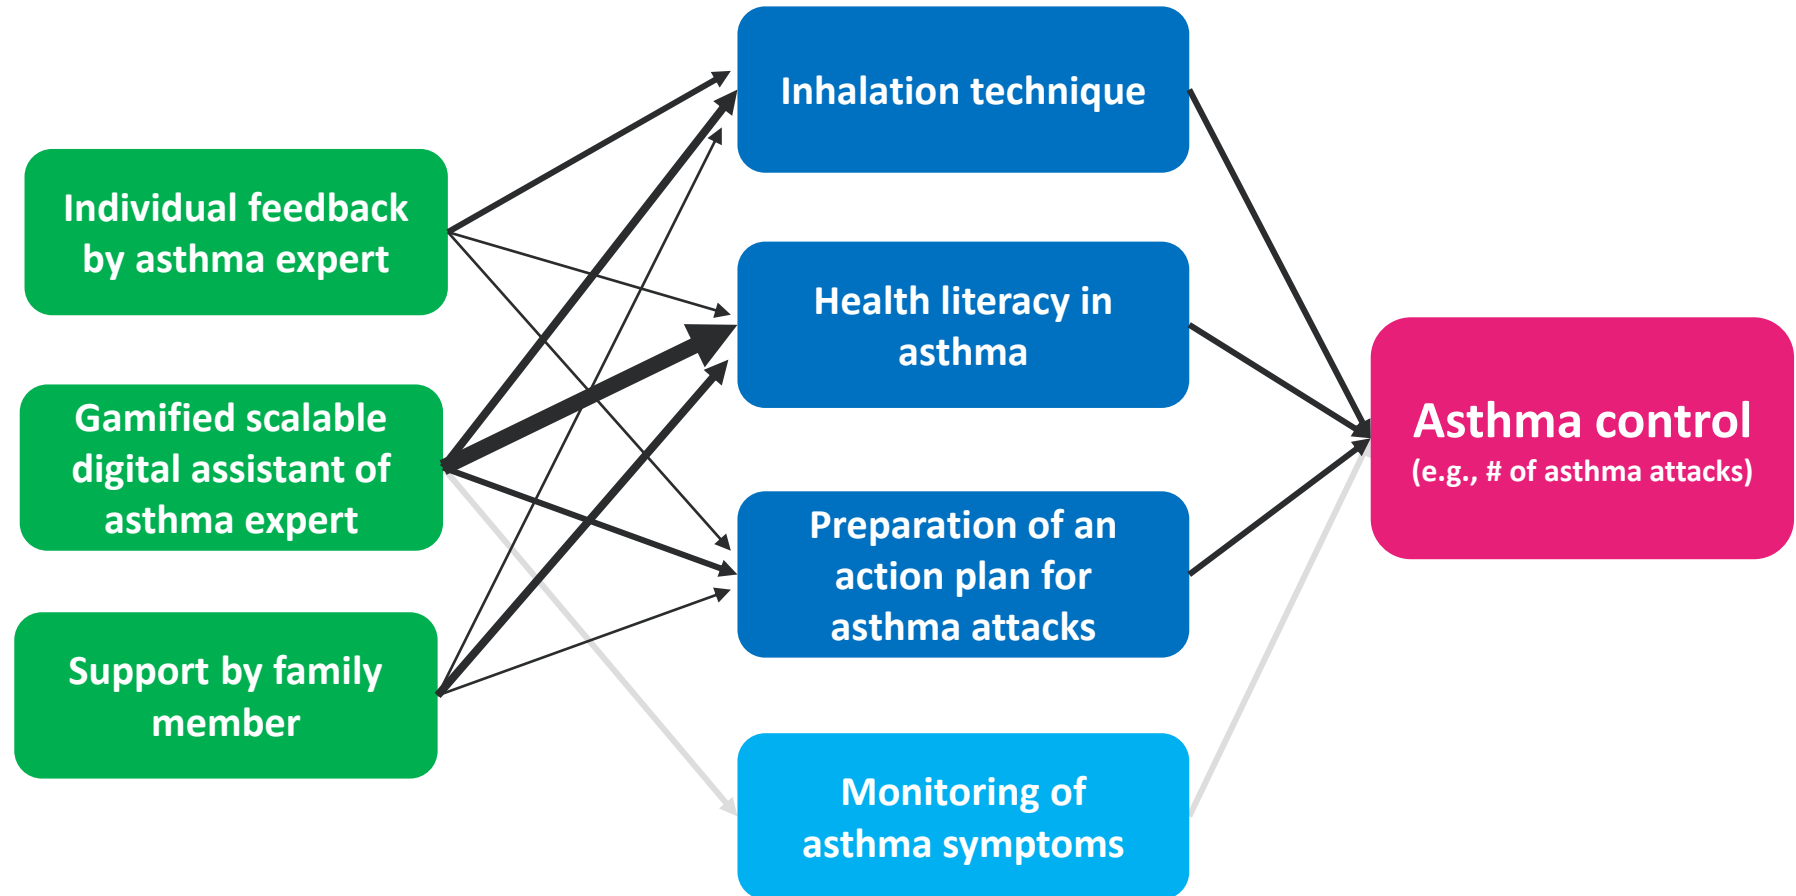 Individual feedback
by asthma expert
Gamified scalable
digital assistant of
asthma expert
Support by family
member
Inhalation technique
Health literacy in
asthma
Preparation of an
action plan for
asthma attacks
Monitoring of
asthma symptoms
Asthma control
(e.g., # of asthma attacks)